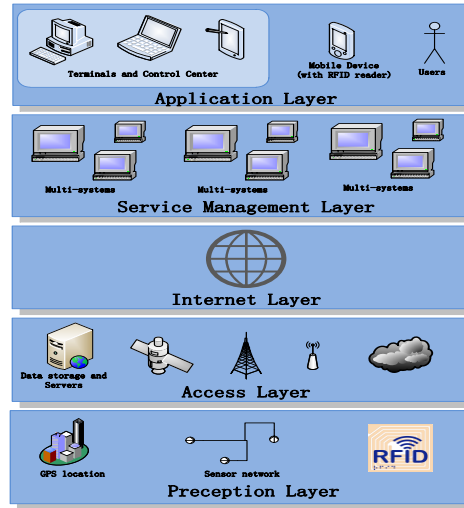 Terminals and Control Center
Mobile Device
(with RFID reader)
Users
Application Layer
Multi-systems
Multi-systems
Multi-systems
Service Management Layer
Internet Layer
Data storage and
Servers
Access Layer
RFiD
GPS location
Sensor network
Preception Layer